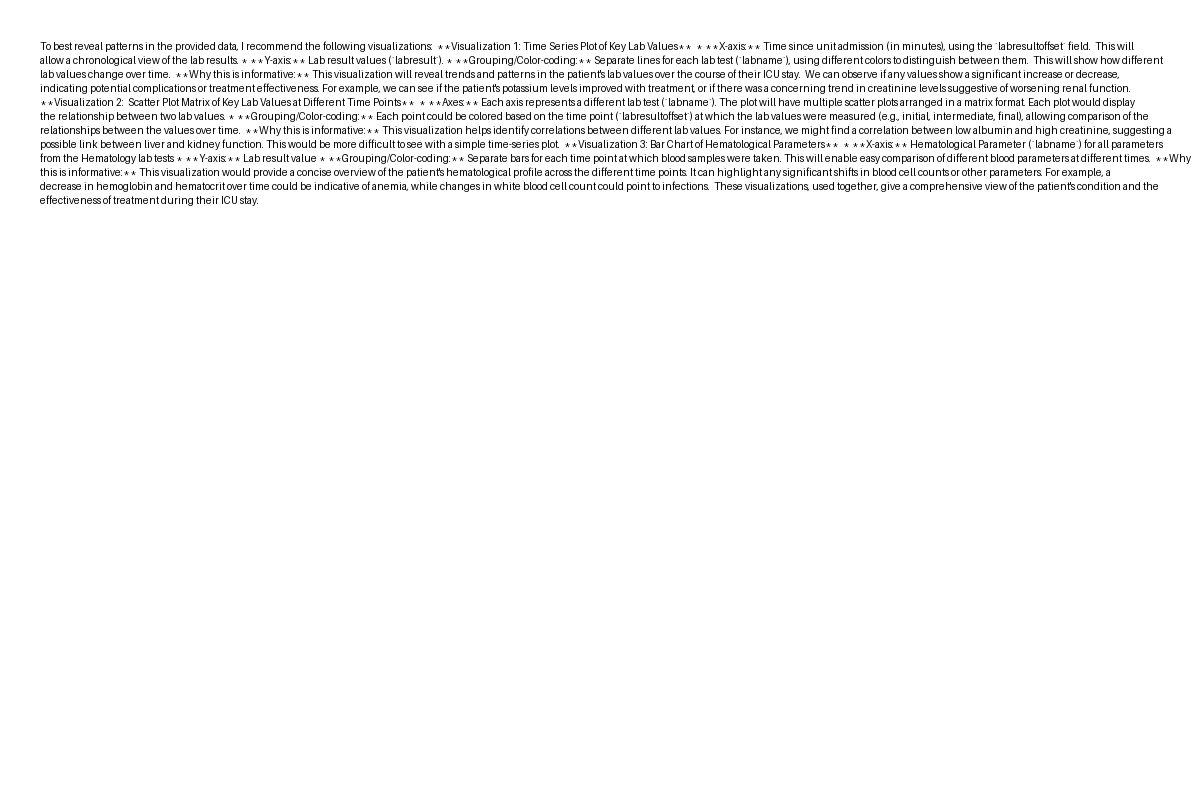 To best reveal patterns in the provided data, I recommend the following visualizations:  **Visualization 1: Time Series Plot of Key Lab Values**  * **X-axis:** Time since unit admission (in minutes), using the `labresultoffset` field.  This will
allow a chronological view of the lab results. * **Y-axis:** Lab result values (`labresult`). * **Grouping/Color-coding:** Separate lines for each lab test (`labname`), using different colors to distinguish between them.  This will show how different
lab values change over time.  **Why this is informative:** This visualization will reveal trends and patterns in the patient's lab values over the course of their ICU stay.  We can observe if any values show a significant increase or decrease,
indicating potential complications or treatment effectiveness. For example, we can see if the patient's potassium levels improved with treatment, or if there was a concerning trend in creatinine levels suggestive of worsening renal function.
**Visualization 2:  Scatter Plot Matrix of Key Lab Values at Different Time Points**  * **Axes:** Each axis represents a different lab test (`labname`). The plot will have multiple scatter plots arranged in a matrix format. Each plot would display
the relationship between two lab values. * **Grouping/Color-coding:** Each point could be colored based on the time point (`labresultoffset`) at which the lab values were measured (e.g., initial, intermediate, final), allowing comparison of the
relationships between the values over time.  **Why this is informative:** This visualization helps identify correlations between different lab values. For instance, we might find a correlation between low albumin and high creatinine, suggesting a
possible link between liver and kidney function. This would be more difficult to see with a simple time-series plot.  **Visualization 3: Bar Chart of Hematological Parameters**  * **X-axis:** Hematological Parameter (`labname`) for all parameters
from the Hematology lab tests * **Y-axis:** Lab result value * **Grouping/Color-coding:** Separate bars for each time point at which blood samples were taken. This will enable easy comparison of different blood parameters at different times.  **Why
this is informative:** This visualization would provide a concise overview of the patient's hematological profile across the different time points. It can highlight any significant shifts in blood cell counts or other parameters. For example, a
decrease in hemoglobin and hematocrit over time could be indicative of anemia, while changes in white blood cell count could point to infections.  These visualizations, used together, give a comprehensive view of the patient's condition and the
effectiveness of treatment during their ICU stay.